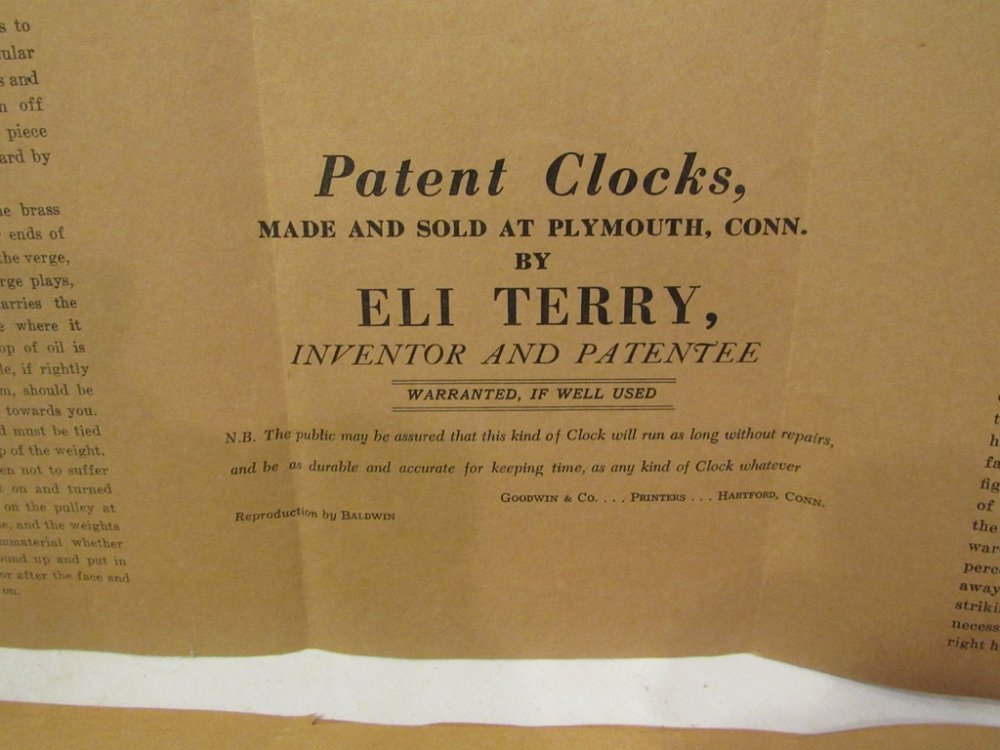 s to
ular
s and
n off
piece
ard by
he brass
ends of
the verge,
rge plays,
arries the
e where it
op of oil is
le, if rightly
m, should be
towards you.
d must be tied
p of the weight.
en not to suffer
t on and turned
on the pulley at
se, and the weights
mmaterial whether
ound up and put in
or after the face and
on.
Patent Clocks,
MADE AND SOLD AT PLYMOUTH, CONN.
BY
ELI TERRY,
INVENTOR AND PATENTEE
WARRANTED, IF WELL USED
N.B. The public may be assured that this kind of Clock will run as long without repairs,
and be as durable and accurate for keeping time, as any kind of Clock whatever
GOODWIN & CO. . . . PRINTERS . . . HARTFORD, CONN.
Reproduction by BALDWIN
t
h
fa
fig
of
the
war
perc
away
striki
necess
right h